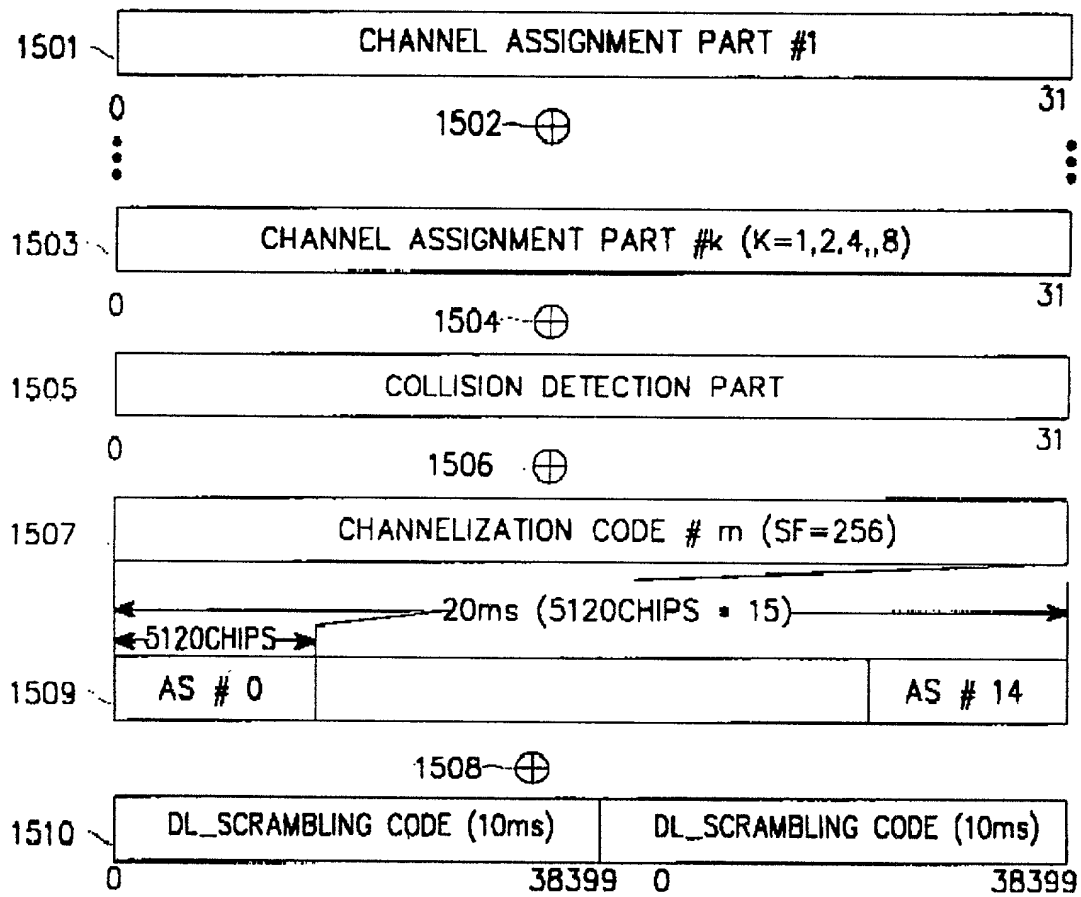 1501 CHANNEL ASSIGNMENT PART #1
0 31
1502
1503 CHANNEL ASSIGNMENT PART #k (K=1,2,4,,8)
0 31
1504
1505 COLLISION DETECTION PART
0 31
1506
1507 CHANNELIZATION CODE # m (SF=256)
20ms (5120CHIPS * 15)
5120CHIPS
1509 AS # 0 AS # 14
1508
1510 DL_SCRAMBLING CODE (10ms) DL_SCRAMBLING CODE (10ms)
0 38399 0 38399